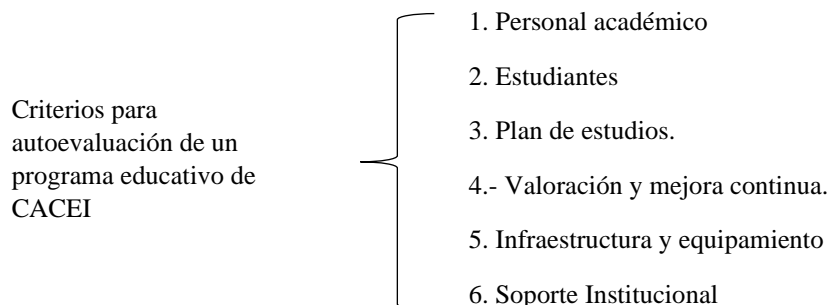 Criterios para
autoevaluación de un
programa educativo de
CACEI
1. Personal académico
2. Estudiantes
3. Plan de estudios.
4.- Valoración y mejora continua.
5. Infraestructura y equipamiento
6. Soporte Institucional